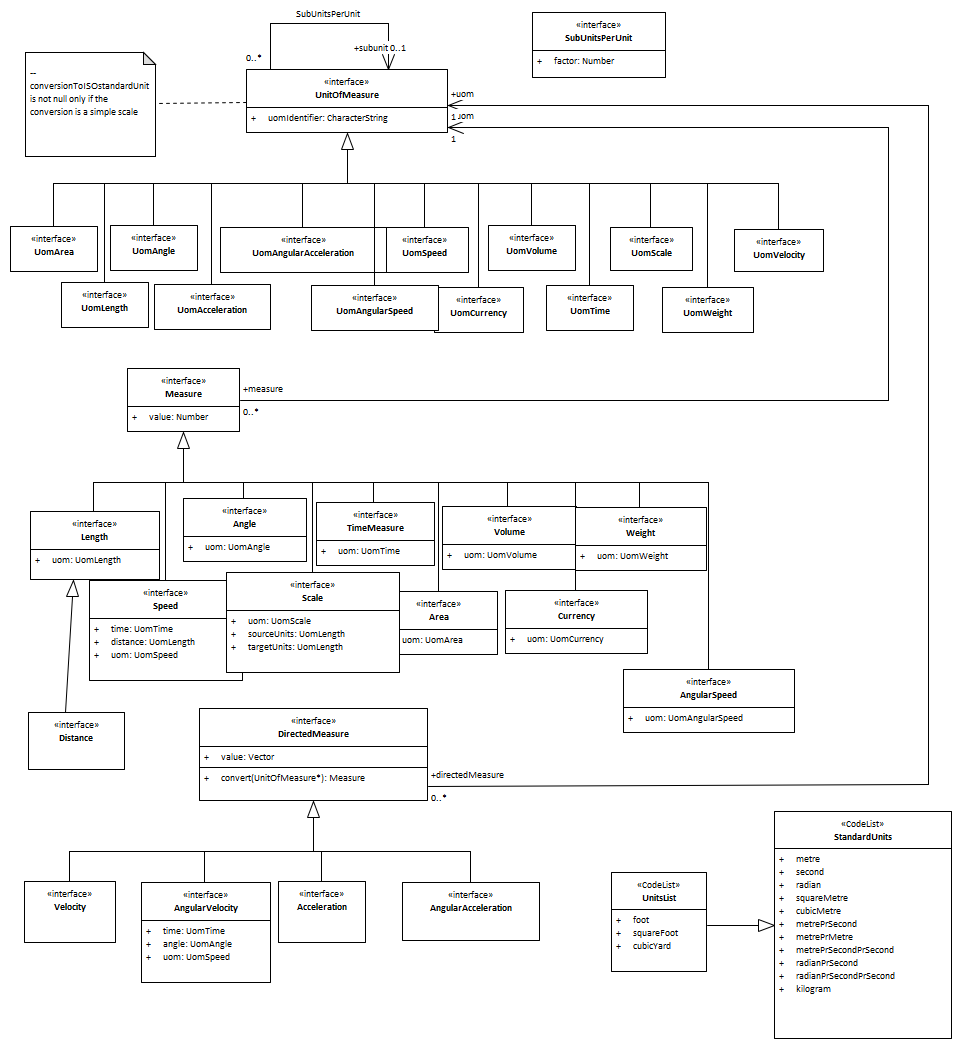 SubUnitsPerUnit
0..*
+subunit 0..1
«interface»
SubUnitsPerUnit
+ factor: Number
--
conversionToISOstandardUnit
is not null only if the
conversion is a simple scale
«interface»
UnitOfMeasure
+ uomIdentifier: CharacterString
+uom
1
uom
1
«interface»
UomArea
«interface»
UomAngle
«interface»
UomAngularAcceleration
«interface»
UomSpeed
«interface»
UomVolume
«interface»
UomScale
«interface»
UomVelocity
«interface»
UomLength
«interface»
UomAcceleration
«interface»
UomAngularSpeed
«interface»
UomCurrency
«interface»
UomTime
«interface»
UomWeight
«interface»
Measure
+ value: Number
+measure
0..*
«interface»
Length
+ uom: UomLength
«interface»
Angle
+ uom: UomAngle
«interface»
TimeMeasure
+ uom: UomTime
«interface»
Volume
+ uom: UomVolume
«interface»
Weight
+ uom: UomWeight
«interface»
Speed
+ time: UomTime
+ distance: UomLength
+ uom: UomSpeed
«interface»
Scale
+ uom: UomScale
+ sourceUnits: UomLength
+ targetUnits: UomLength
«interface»
Area
uom: UomArea
«interface»
Currency
+ uom: UomCurrency
«interface»
AngularSpeed
+ uom: UomAngularSpeed
«interface»
Distance
«interface»
DirectedMeasure
+ value: Vector
+ convert(UnitOfMeasure*): Measure
+directedMeasure
0..*
«interface»
Velocity
«interface»
AngularVelocity
+ time: UomTime
+ angle: UomAngle
+ uom: UomSpeed
«interface»
Acceleration
«interface»
AngularAcceleration
«CodeList»
UnitsList
+ foot
+ squareFoot
+ cubicYard
«CodeList»
StandardUnits
+ metre
+ second
+ radian
+ squareMetre
+ cubicMetre
+ metrePrSecond
+ metrePrMetre
+ metrePrSecondPrSecond
+ radianPrSecond
+ radianPrSecondPrSecond
+ kilogram